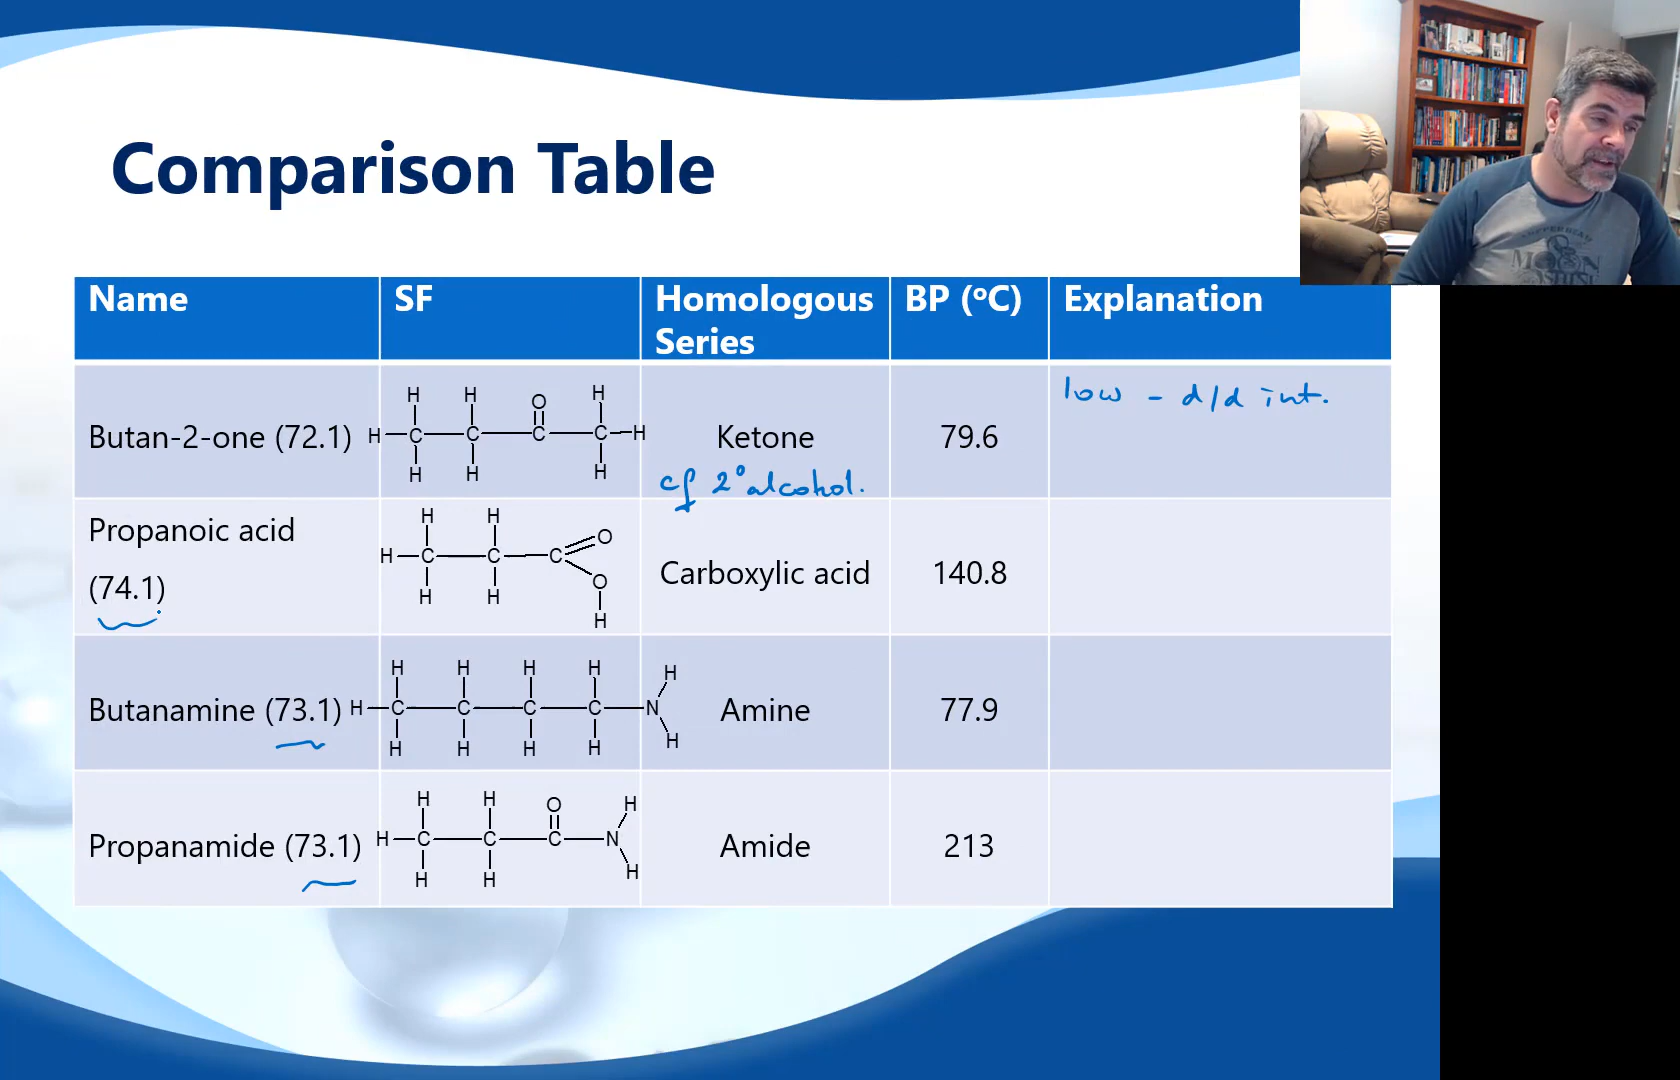 Comparison Table
Name SF Homologous Series BP (ºC) Explanation
Butan-2-one (72.1) H H O H
H C C C C H
H H H
Ketone 79.6 low - d/d int.
cf 2° alcohol.
Propanoic acid
(74.1)
H H O
H C C C
H H O
H
Carboxylic acid 140.8
Butanamine (73.1) H H H H H
H C C C C N
H H H H H
Amine 77.9
Propanamide (73.1) H H O H
H C C C N
H H H
Amide 213
MOON